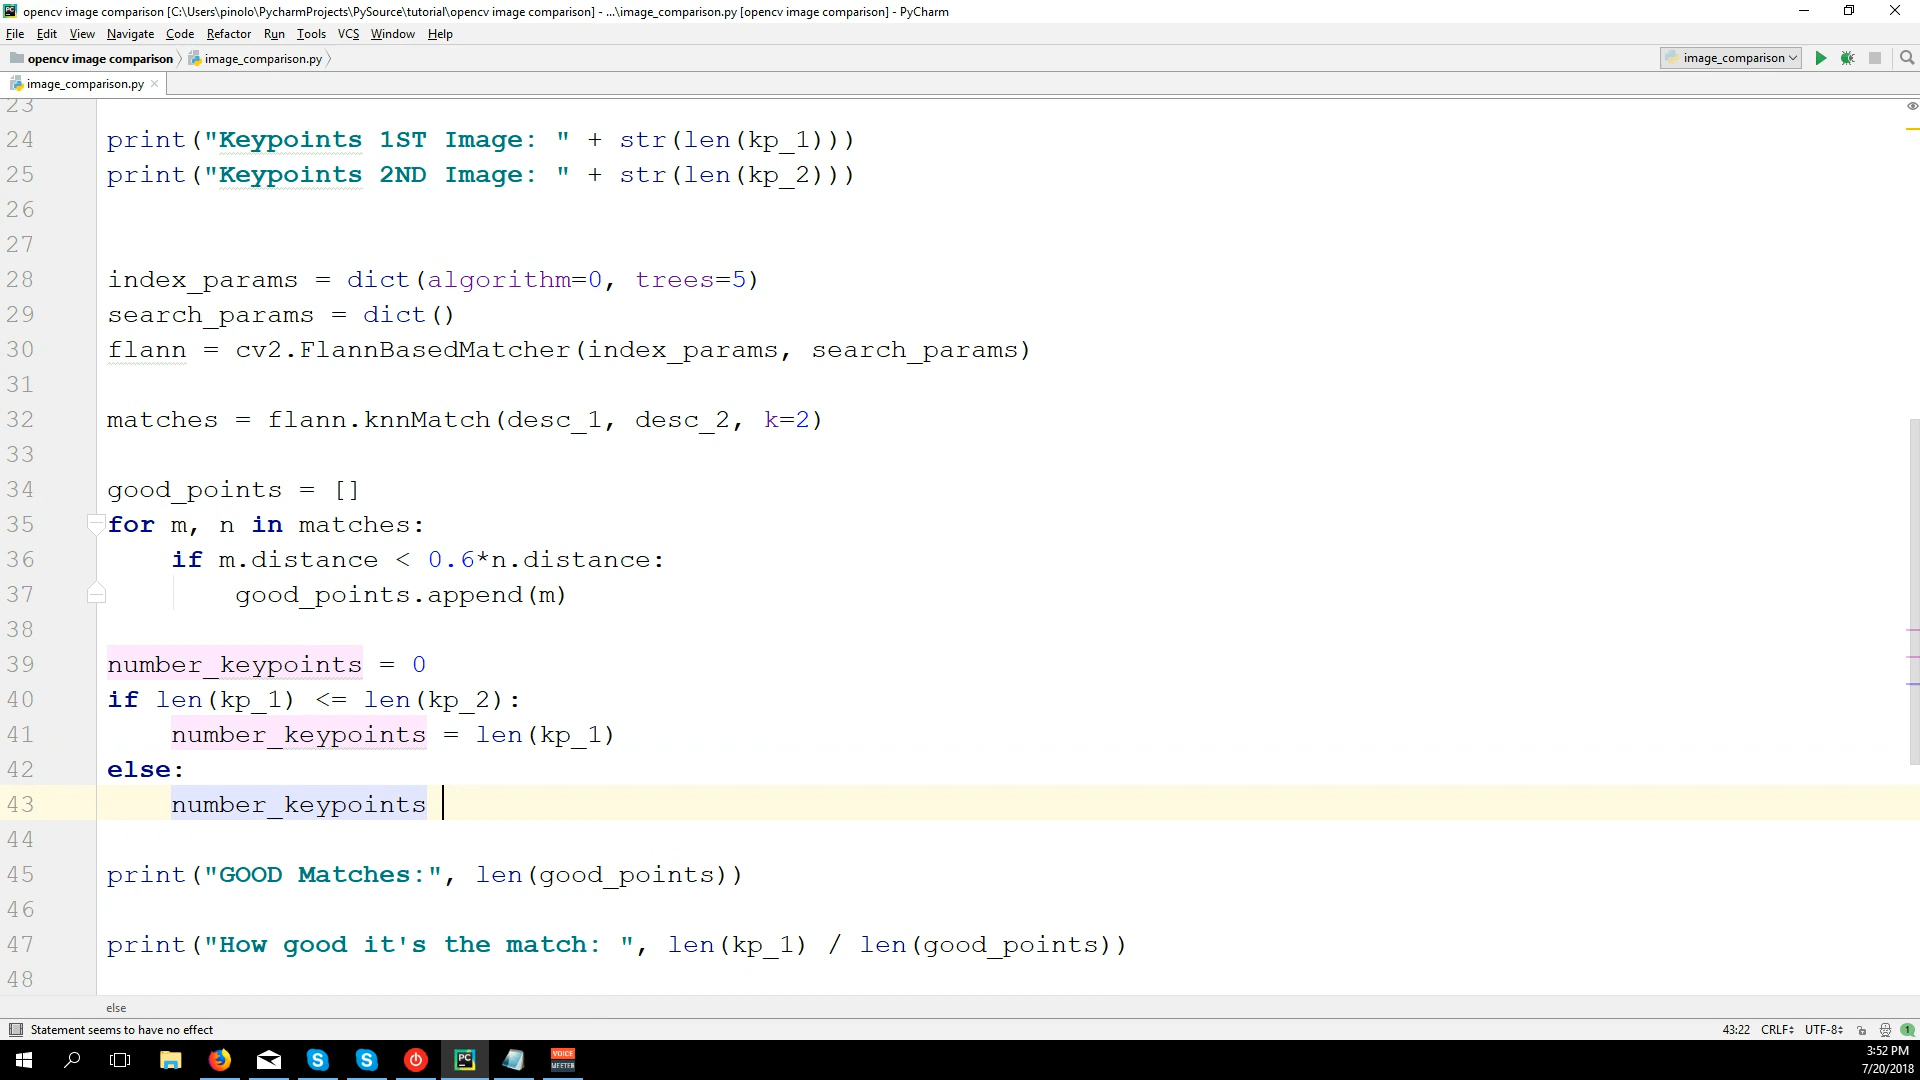 opencv image comparison [C:\Users\pinolo\PycharmProjects\PySource\tutorial\opencv image comparison] - ...\image_comparison.py [opencv image comparison] - PyCharm
File Edit View Navigate Code Refactor Run Tools VCS Window Help
opencv image comparison image_comparison.py image_comparison
image_comparison.py
23
24 print("Keypoints 1ST Image: " + str(len(kp_1)))
25 print("Keypoints 2ND Image: " + str(len(kp_2)))
26
27
28 index_params = dict(algorithm=0, trees=5)
29 search_params = dict()
30 flann = cv2.FlannBasedMatcher(index_params, search_params)
31
32 matches = flann.knnMatch(desc_1, desc_2, k=2)
33
34 good_points = []
35 for m, n in matches:
36 if m.distance < 0.6*n.distance:
37 good_points.append(m)
38
39 number_keypoints = 0
40 if len(kp_1) <= len(kp_2):
41 number_keypoints = len(kp_1)
42 else:
43 number_keypoints
44
45 print("GOOD Matches:", len(good_points))
46
47 print("How good it's the match: ", len(kp_1) / len(good_points))
48
else
Statement seems to have no effect 43:22 CRLF UTF-8 1
PC VOICE MEETER
3:52 PM
7/20/2018